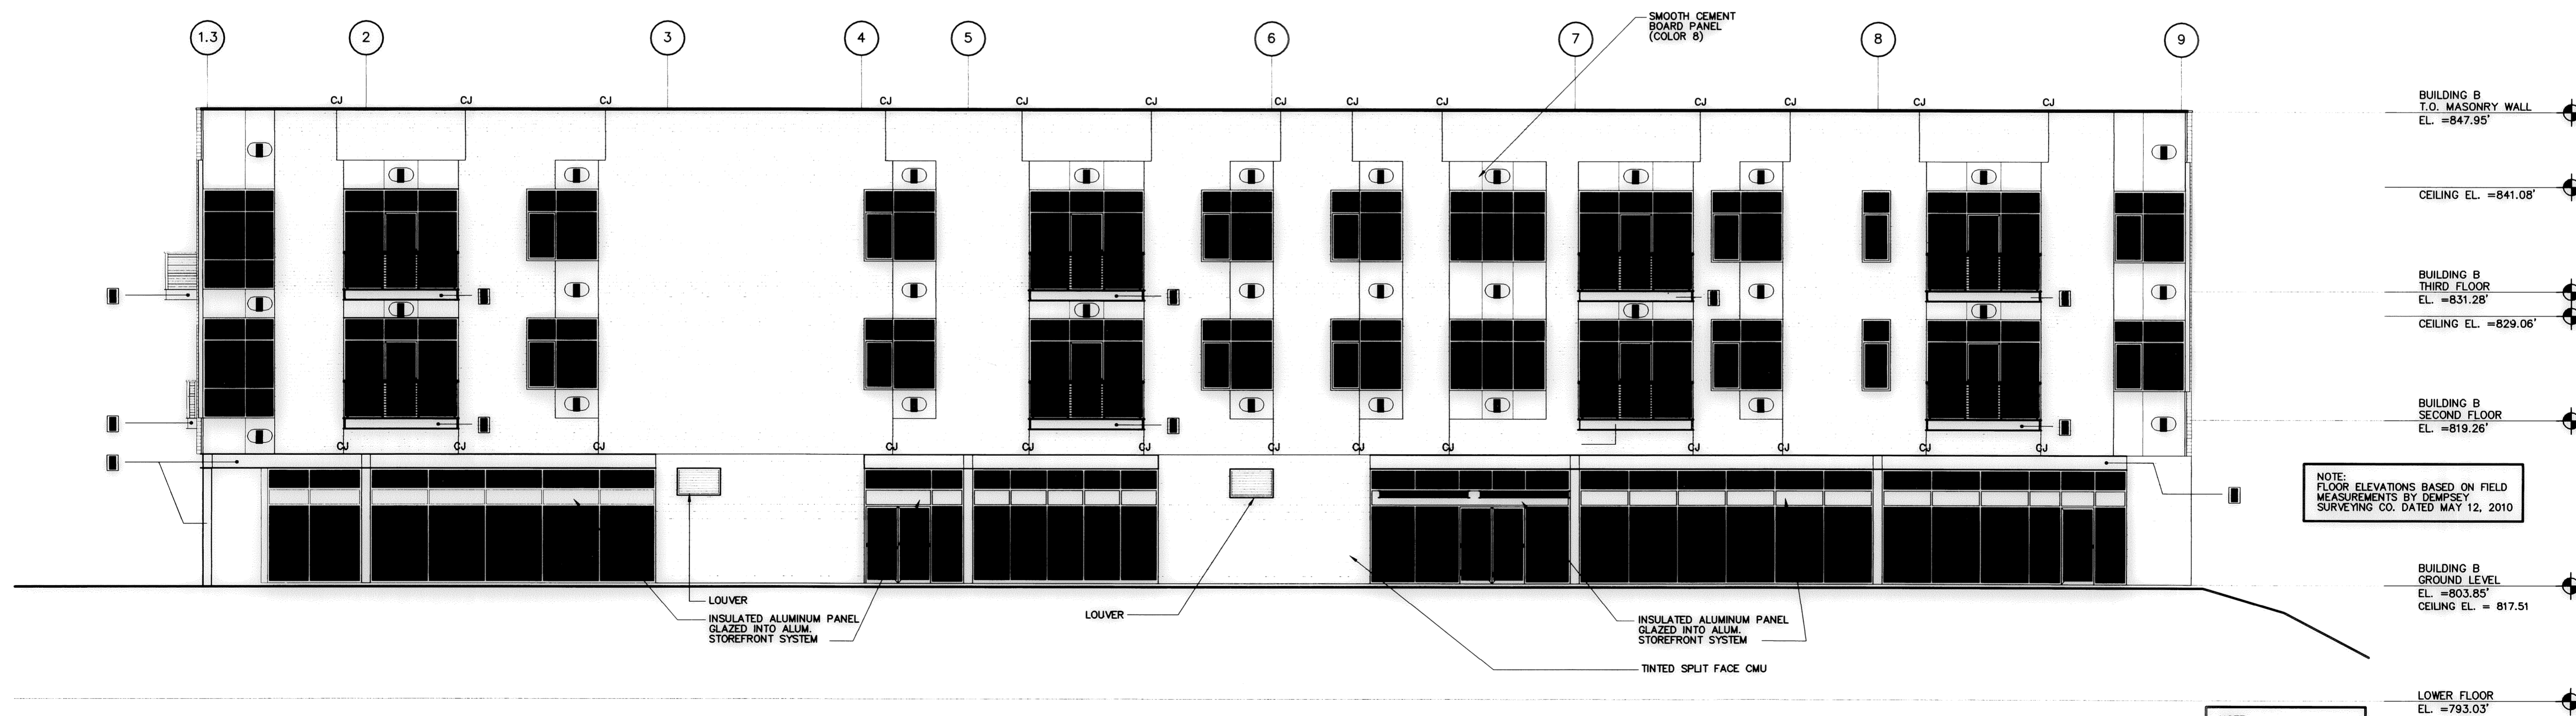 1.3 2 3 4 5 6 7 8 9
SMOOTH CEMENT
BOARD PANEL
(COLOR 8)
CJ CJ CJ CJ CJ CJ CJ CJ CJ CJ CJ CJ CJ
BUILDING B
T.O. MASONRY WALL
EL. =847.95'
CEILING EL. =841.08'
BUILDING B
THIRD FLOOR
EL. =831.28'
CEILING EL. =829.06'
BUILDING B
SECOND FLOOR
EL. =819.26'
CJ CJ CJ CJ CJ CJ CJ CJ CJ CJ CJ CJ CJ
NOTE:
FLOOR ELEVATIONS BASED ON FIELD
MEASUREMENTS BY DEMPSEY
SURVEYING CO. DATED MAY 12, 2010
BUILDING B
GROUND LEVEL
EL. =803.85'
CEILING EL. = 817.51
LOUVER
INSULATED ALUMINUM PANEL
GLAZED INTO ALUM.
STOREFRONT SYSTEM
LOUVER
INSULATED ALUMINUM PANEL
GLAZED INTO ALUM.
STOREFRONT SYSTEM
TINTED SPLIT FACE CMU
LOWER FLOOR
EL. =793.03'